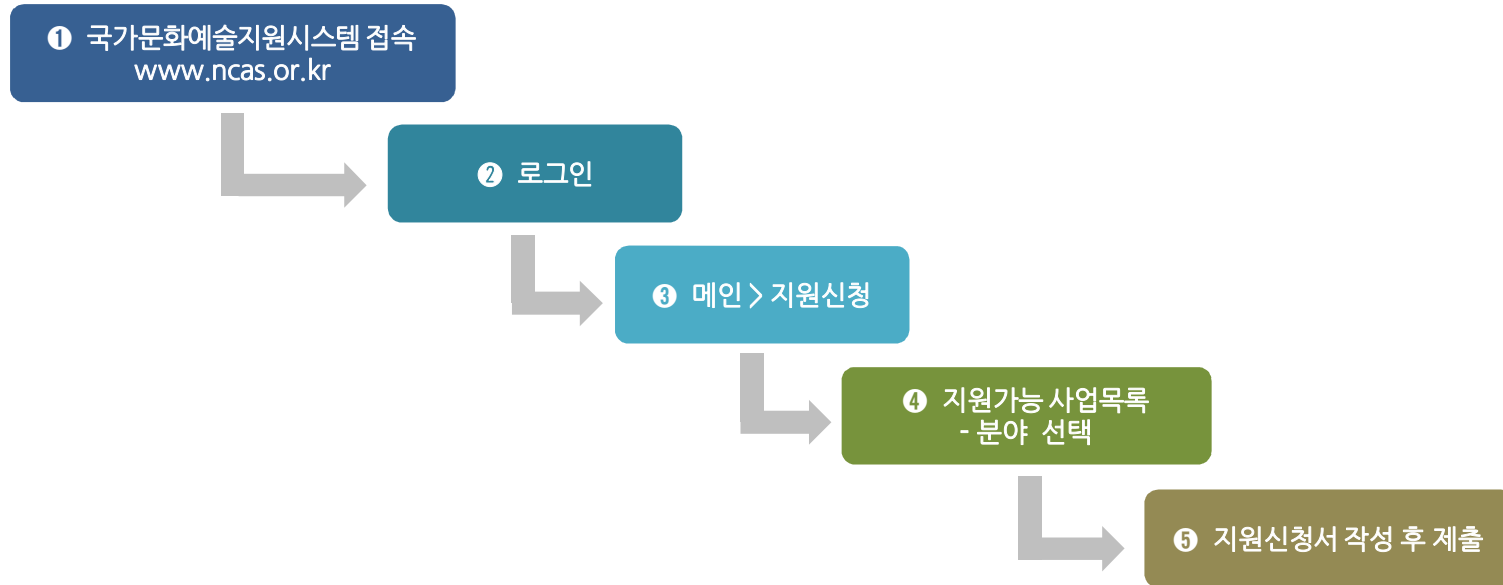 ❶ 국가문화예술지원시스템 접속
www.ncas.or.kr
❷ 로그인
❸ 메인 > 지원신청
❹ 지원가능 사업목록
- 분야 선택
❺ 지원신청서 작성 후 제출